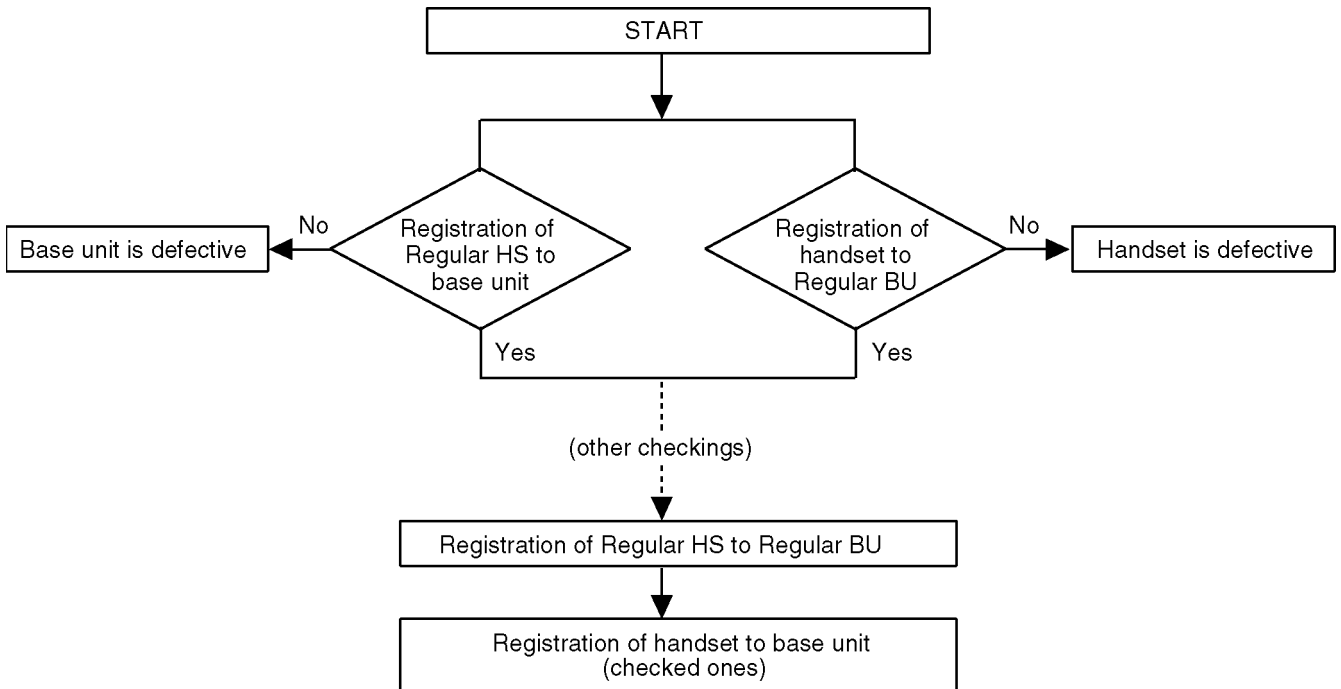 START
No
Registration of
Regular HS to
base unit
Registration of
handset to
Regular BU
No
Base unit is defective
Handset is defective
Yes
Yes
(other checkings)
Registration of Regular HS to Regular BU
Registration of handset to base unit
(checked ones)